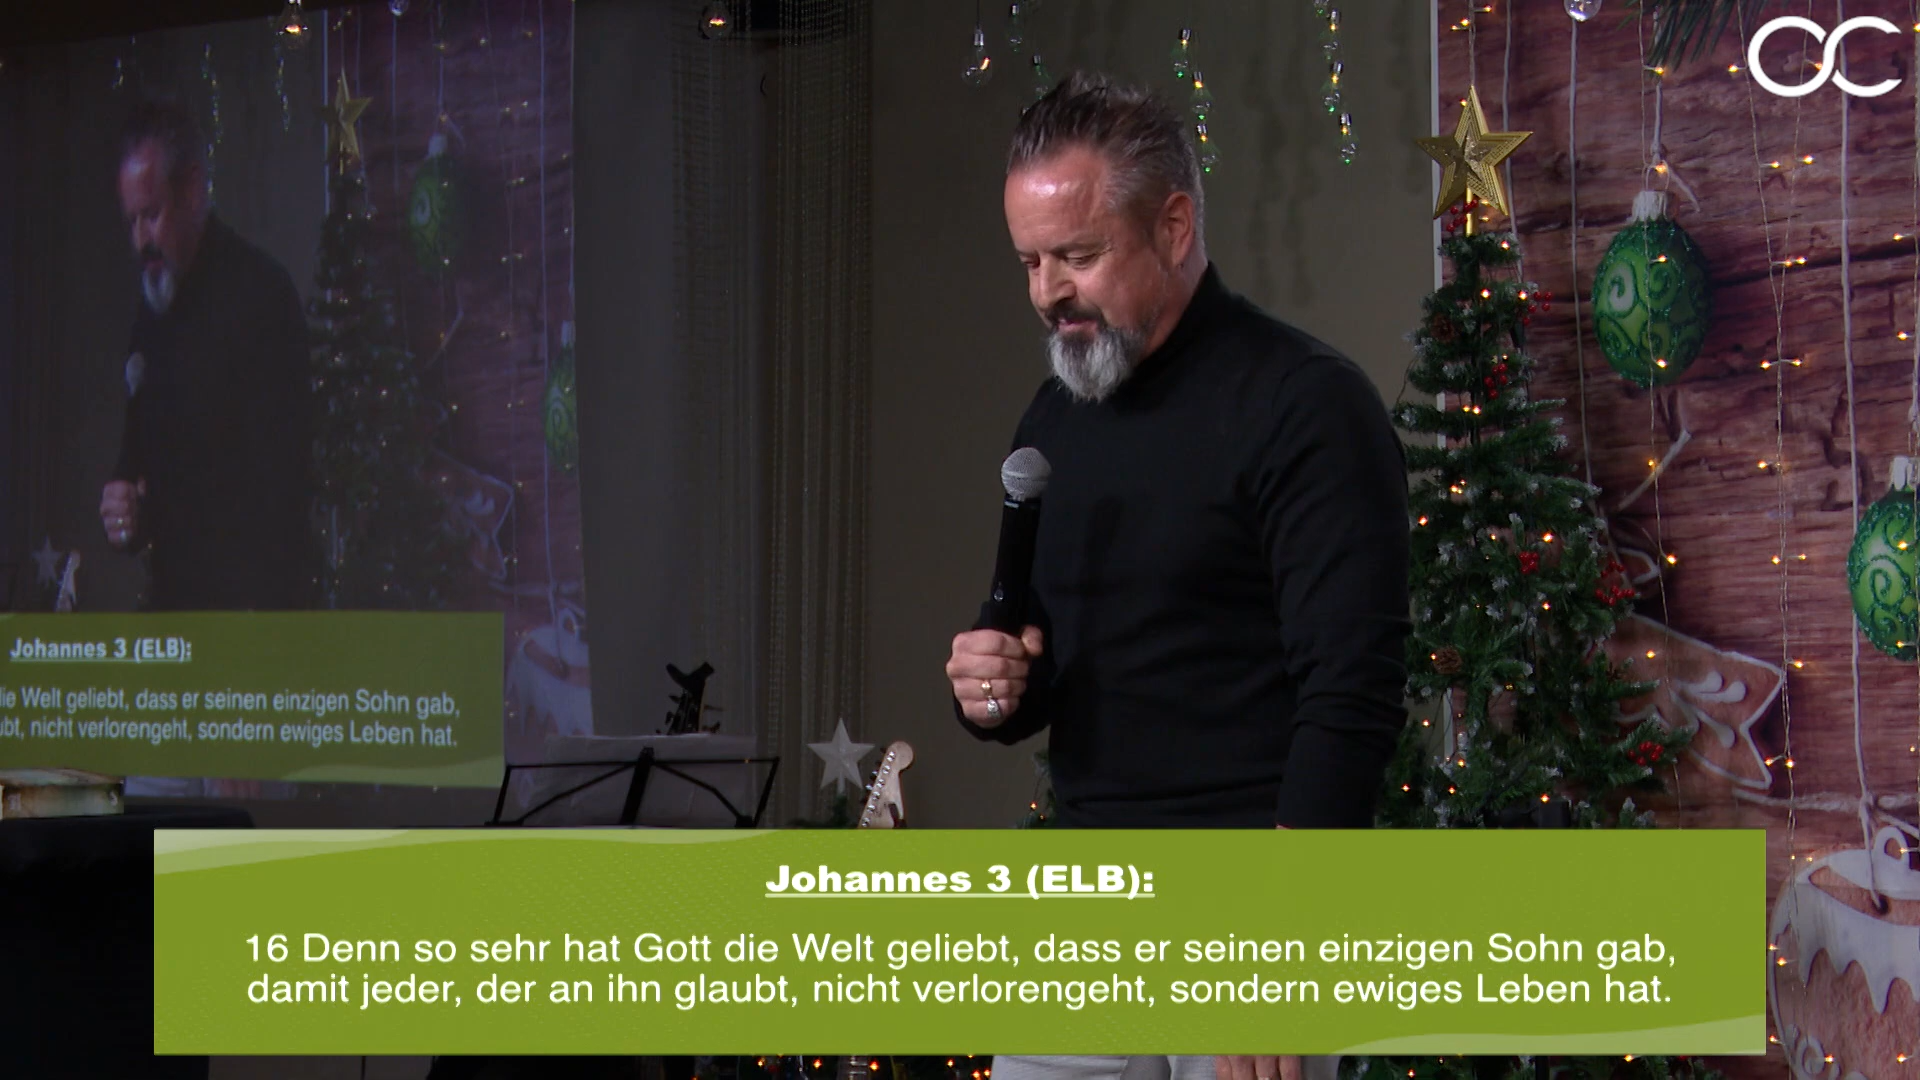 OC
Johannes 3 (ELB):
die Welt geliebt, dass er seinen einzigen Sohn gab,
nicht verlorengeht, sondern ewiges Leben hat.
Johannes 3 (ELB):
16 Denn so sehr hat Gott die Welt geliebt, dass er seinen einzigen Sohn gab,
damit jeder, der an ihn glaubt, nicht verlorengeht, sondern ewiges Leben hat.